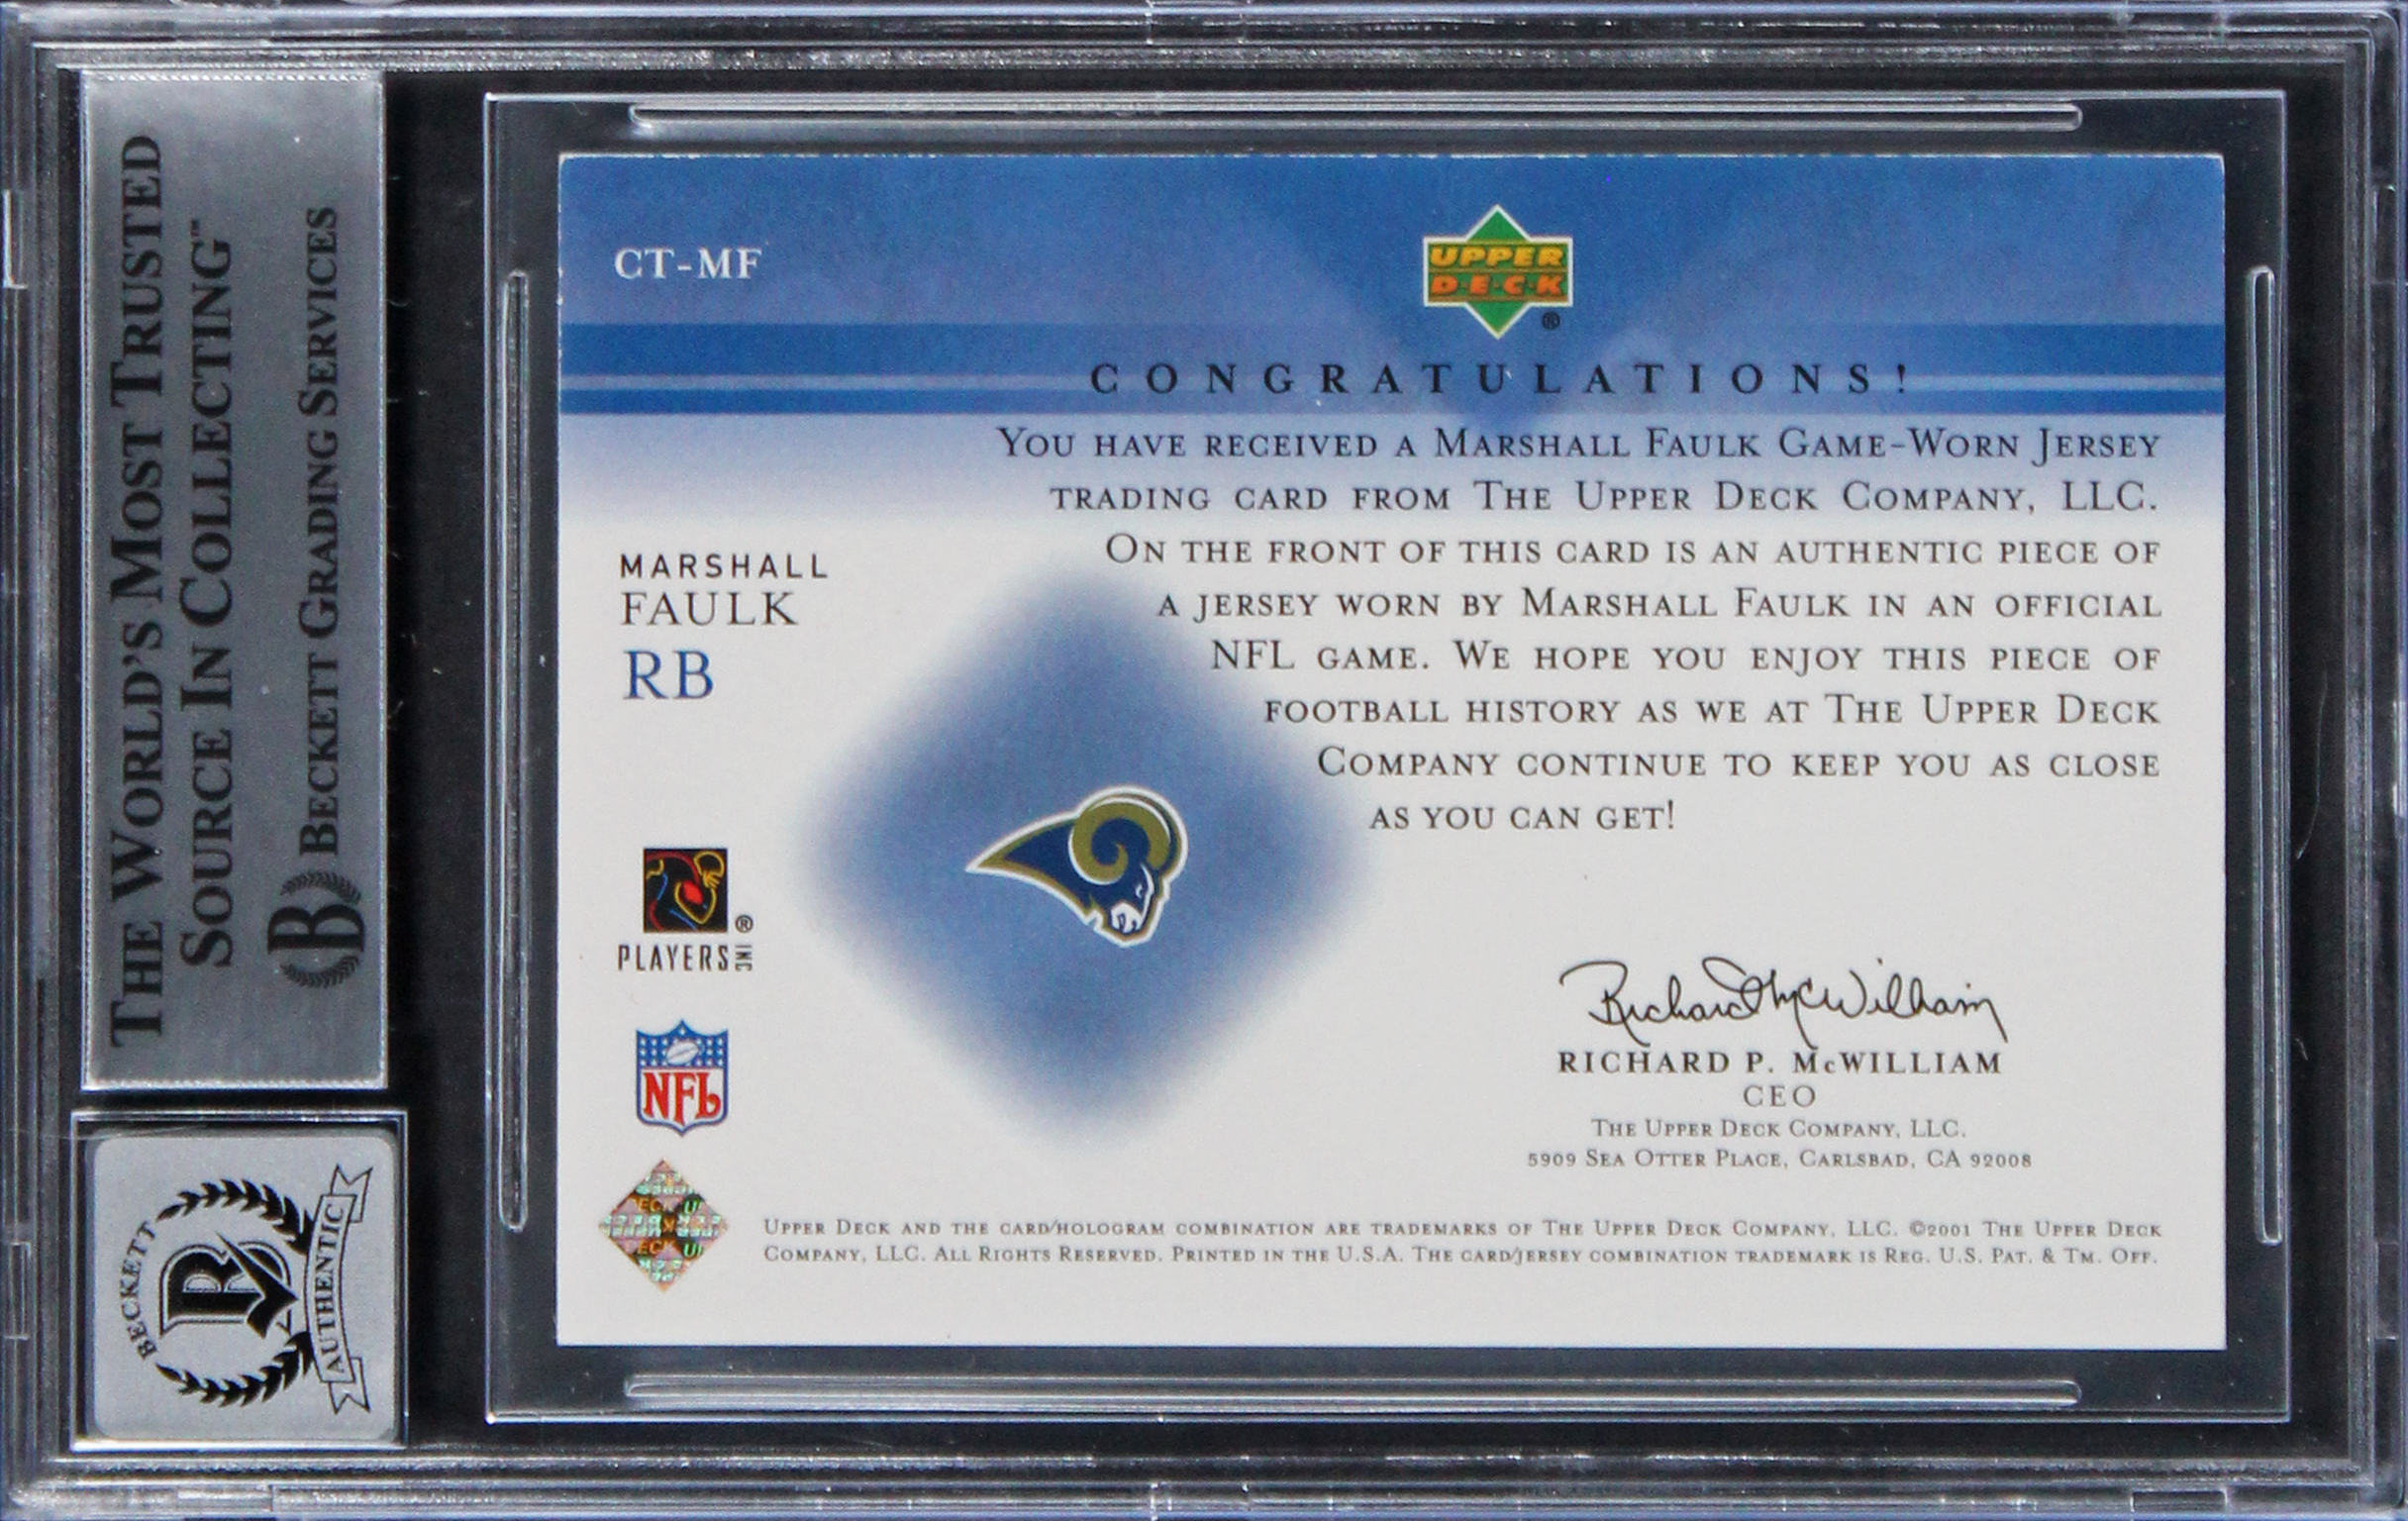 THE WORLD'S MOST TRUSTED
SOURCE IN COLLECTING™
BECKETT GRADING SERVICES
BECKETT
AUTHENTIC
CT-MF
UPPER
D·E·C·K
®
CONGRATULATIONS!
YOU HAVE RECEIVED A MARSHALL FAULK GAME-WORN JERSEY
TRADING CARD FROM THE UPPER DECK COMPANY, LLC.
ON THE FRONT OF THIS CARD IS AN AUTHENTIC PIECE OF
A JERSEY WORN BY MARSHALL FAULK IN AN OFFICIAL
NFL GAME. WE HOPE YOU ENJOY THIS PIECE OF
FOOTBALL HISTORY AS WE AT THE UPPER DECK
COMPANY CONTINUE TO KEEP YOU AS CLOSE
AS YOU CAN GET!
MARSHALL
FAULK
RB
®
PLAYERS INC
NFL
Richard McWilliam
RICHARD P. McWILLIAM
CEO
THE UPPER DECK COMPANY, LLC.
5909 SEA OTTER PLACE, CARLSBAD, CA 92008
UPPER DECK AND THE CARD/HOLOGRAM COMBINATION ARE TRADEMARKS OF THE UPPER DECK COMPANY, LLC. ©2001 THE UPPER DECK
COMPANY, LLC. ALL RIGHTS RESERVED. PRINTED IN THE U.S.A. THE CARD/JERSEY COMBINATION TRADEMARK IS REG. U.S. PAT. & TM. OFF.